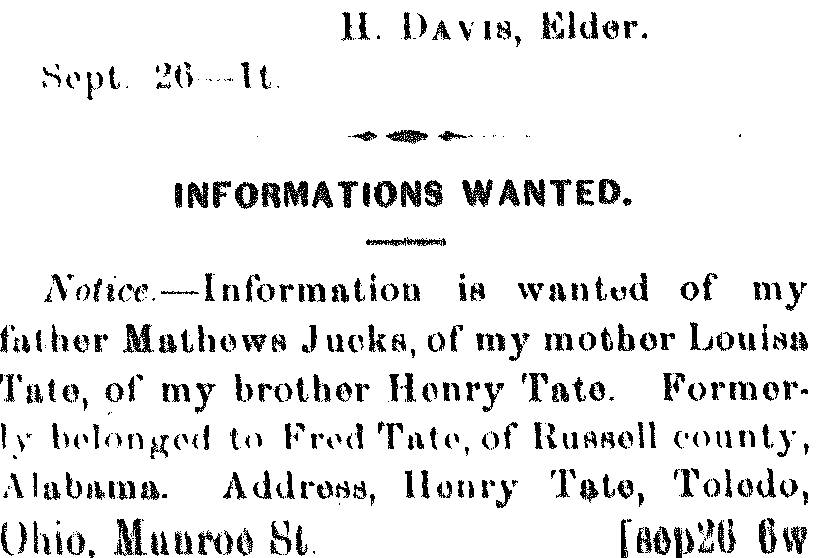 H. DAVIS, Elder.
Sept. 26—1t.
INFORMATIONS WANTED.
Notice.—Information is wanted of my
father Mathews Jucks, of my mother Louisa
Tate, of my brother Henry Tate. Former-
ly belonged to Fred Tate, of Russell county,
Alabama. Address, Henry Tate, Toledo,
Ohio, Munroe St. [sep26 6w